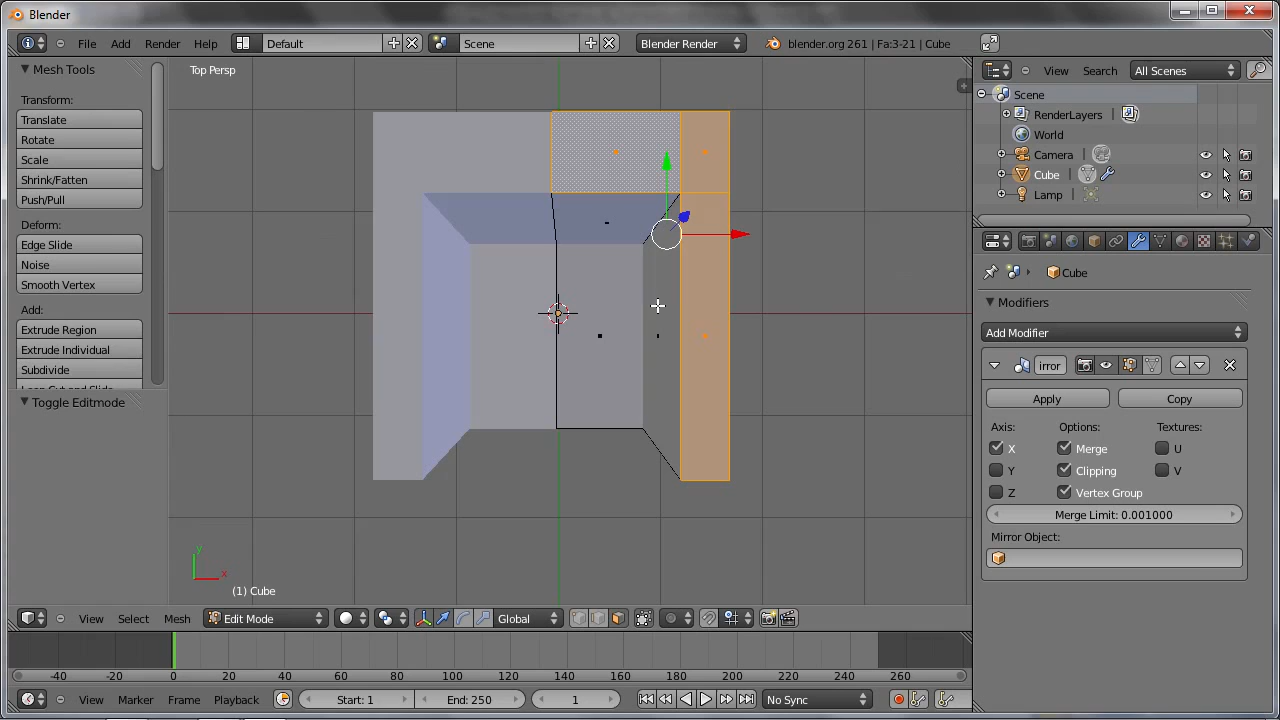 Blender
File Add Render Help Default Scene Blender Render blender.org 261 | Fa:3-21 | Cube
Mesh Tools
Transform:
Translate
Rotate
Scale
Shrink/Fatten
Push/Pull
Deform:
Edge Slide
Noise
Smooth Vertex
Add:
Extrude Region
Extrude Individual
Subdivide
Loop Cut and Slide
Toggle Editmode
Top Persp
y
x
(1) Cube
View Select Mesh Edit Mode Global
-40 -20 0 20 40 60 80 100 120 140 160 180 200 220 240 260
View Marker Frame Playback Start: 1 End: 250 1 No Sync
View Search All Scenes
Scene
RenderLayers
World
Camera
Cube
Lamp
Cube
Modifiers
Add Modifier
irror
Apply Copy
Axis: Options: Textures:
X Merge U
Y Clipping V
Z Vertex Group
Merge Limit: 0.001000
Mirror Object: